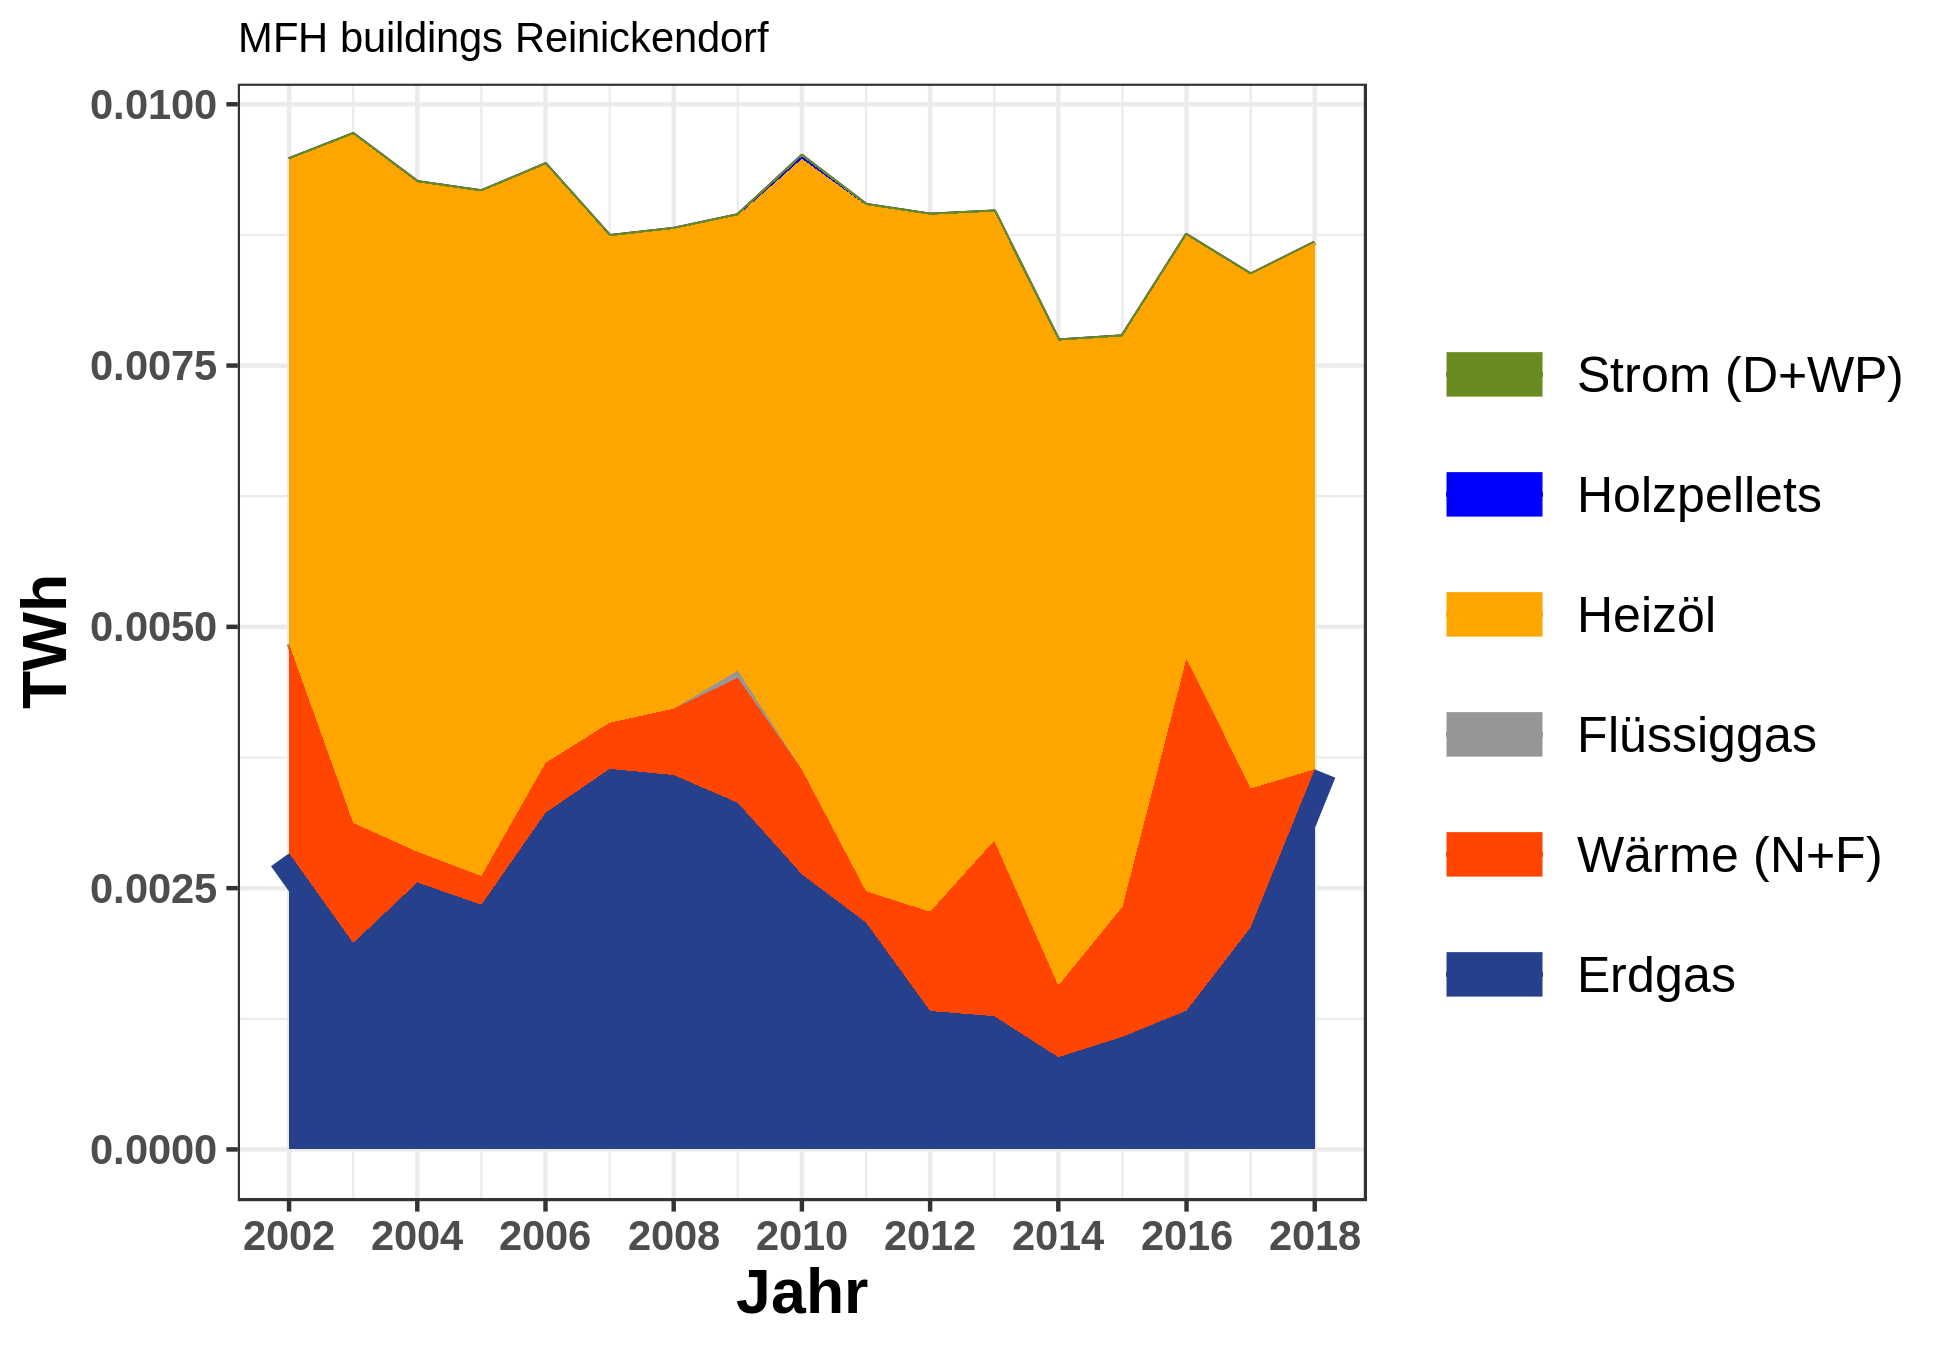 MFH buildings Reinickendorf
0.0100
0.0075
0.0050
0.0025
0.0000
TWh
2002 2004 2006 2008 2010 2012 2014 2016 2018
Jahr
Strom (D+WP)
Holzpellets
Heizöl
Flüssiggas
Wärme (N+F)
Erdgas